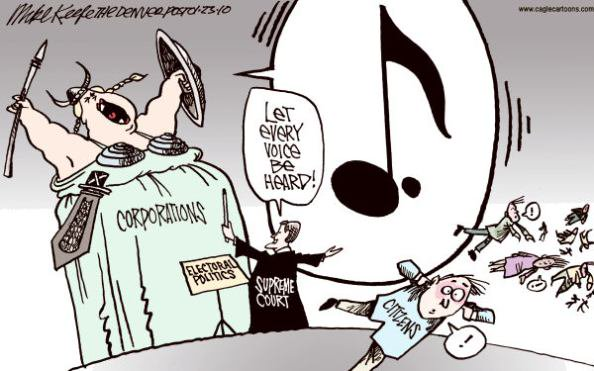 Mike Keefe THE DENVER POST 01-23-10
www.caglecartoons.com
LET
EVERY
VOICE
BE
HEARD!
CORPORATIONS
ELECTORAL
POLITICS
SUPREME
COURT
CITIZENS
!
!